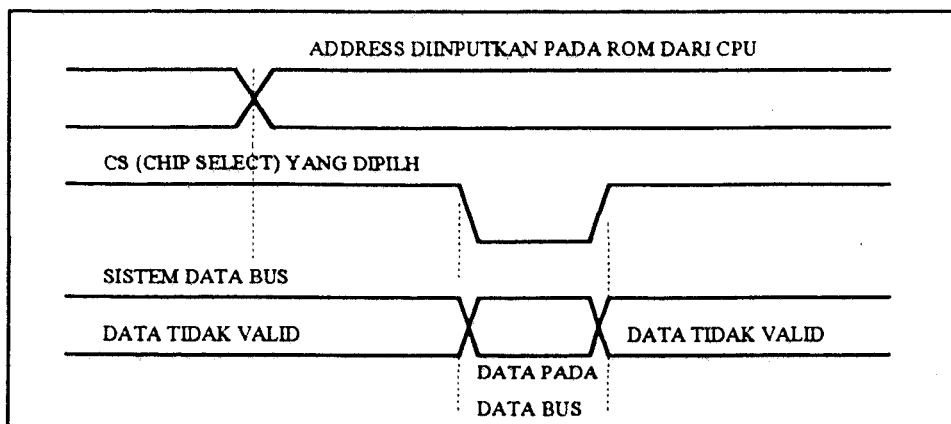 ADDRESS DIINPUTKAN PADA ROM DARI CPU
CS (CHIP SELECT) YANG DIPILH
SISTEM DATA BUS
DATA TIDAK VALID
DATA TIDAK VALID
DATA PADA
DATA BUS